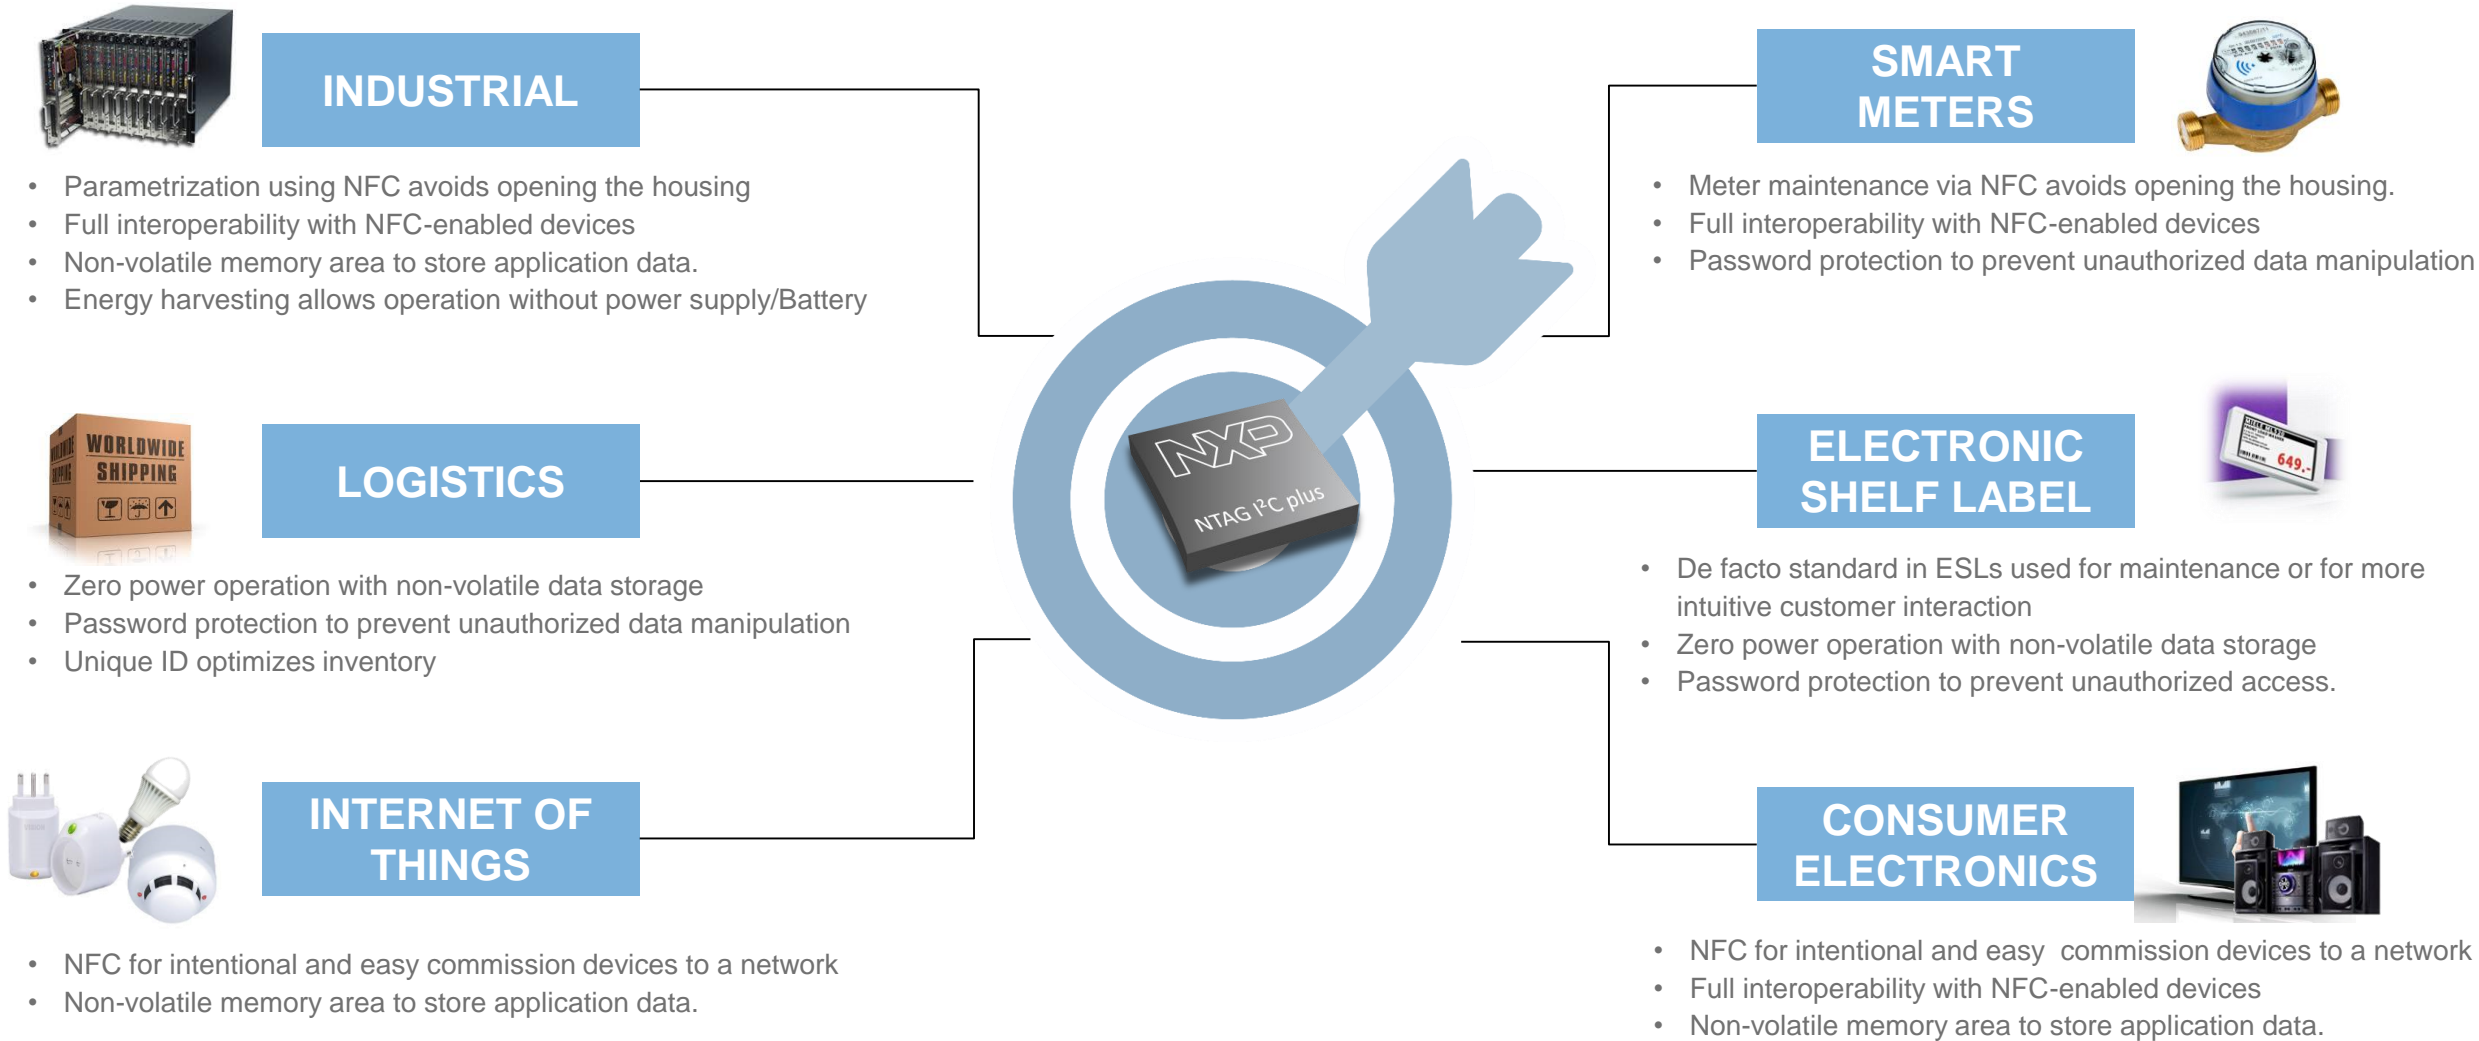 INDUSTRIAL
• Parametrization using NFC avoids opening the housing
• Full interoperability with NFC-enabled devices
• Non-volatile memory area to store application data.
• Energy harvesting allows operation without power supply/Battery
WORLDWIDE
SHIPPING
LOGISTICS
• Zero power operation with non-volatile data storage
• Password protection to prevent unauthorized data manipulation
• Unique ID optimizes inventory
INTERNET OF
THINGS
• NFC for intentional and easy commission devices to a network
• Non-volatile memory area to store application data.
NXP
NTAG I²C plus
SMART
METERS
• Meter maintenance via NFC avoids opening the housing.
• Full interoperability with NFC-enabled devices
• Password protection to prevent unauthorized data manipulation
ELECTRONIC
SHELF LABEL
649.-
• De facto standard in ESLs used for maintenance or for more
intuitive customer interaction
• Zero power operation with non-volatile data storage
• Password protection to prevent unauthorized access.
CONSUMER
ELECTRONICS
• NFC for intentional and easy  commission devices to a network
• Full interoperability with NFC-enabled devices
• Non-volatile memory area to store application data.